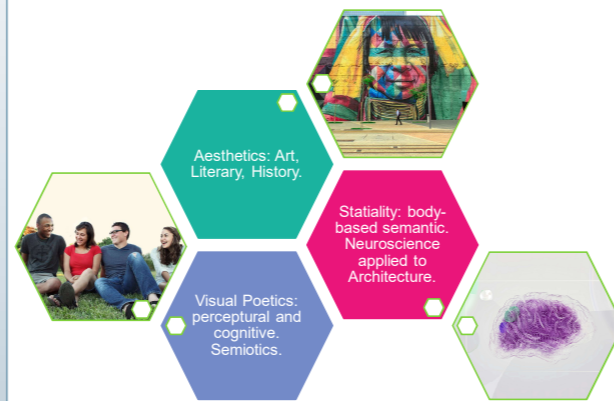 Aesthetics: Art,
Literary, History.
Statiality: body-
based semantic.
Neuroscience
applied to
Architecture.
Visual Poetics:
perceptural and
cognitive.
Semiotics.